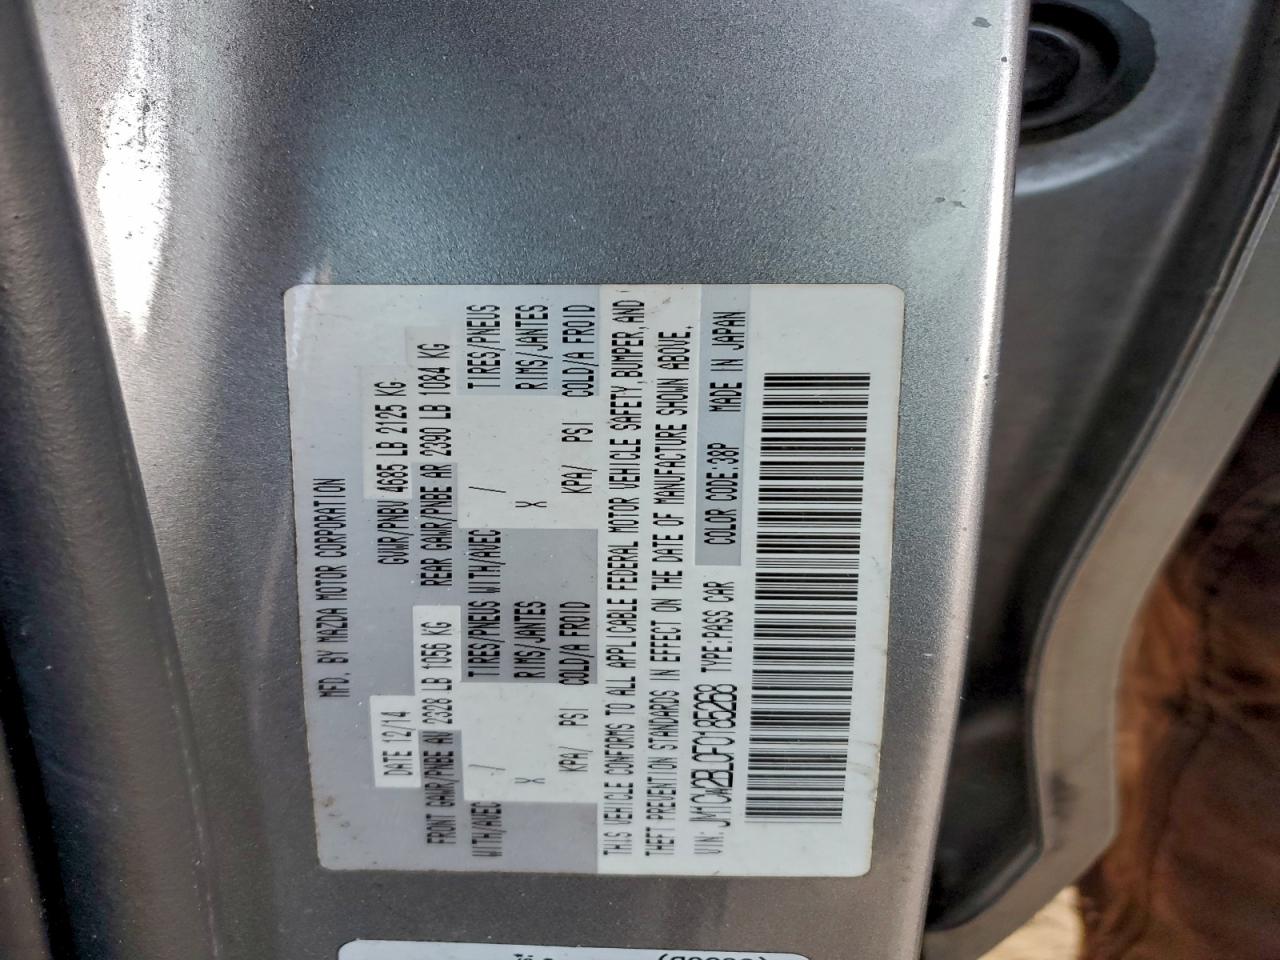 MFD. BY MAZDA MOTOR CORPORATION
DATE 12/14 GVWR/PNBV 4685 LB 2125 KG
FRONT GAWR/PNBE AV 2328 LB 1056 KG REAR GAWR/PNBE AR 2390 LB 1084 KG
WITH/AVEC / TIRES/PNEUS WITH/AVEC / TIRES/PNEUS
X RIMS/JANTES X RIMS/JANTES
KPA/ PSI COLD/A FROID KPA/ PSI COLD/A FROID
THIS VEHICLE CONFORMS TO ALL APPLICABLE FEDERAL MOTOR VEHICLE SAFETY, BUMPER, AND
THEFT PREVENTION STANDARDS IN EFFECT ON THE DATE OF MANUFACTURE SHOWN ABOVE.
VIN: JM1CW2BL0F0185268 TYPE:PASS CAR COLOR CODE:38P MADE IN JAPAN